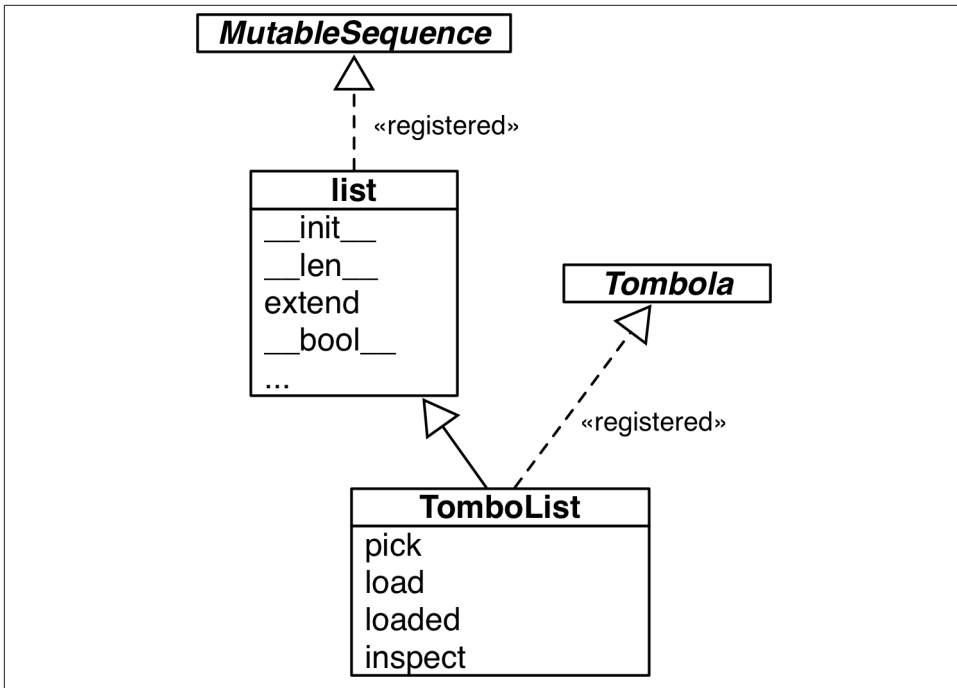 MutableSequence
«registered»
list
__init__
__len__
extend
__bool__
...
Tombola
«registered»
TomboList
pick
load
loaded
inspect